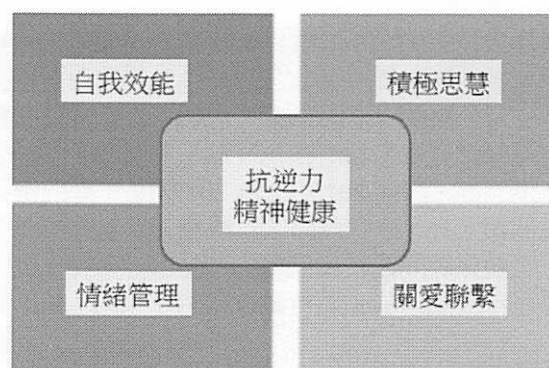 自我效能
積極思慧
抗逆力
精神健康
情緒管理
關愛聯繫